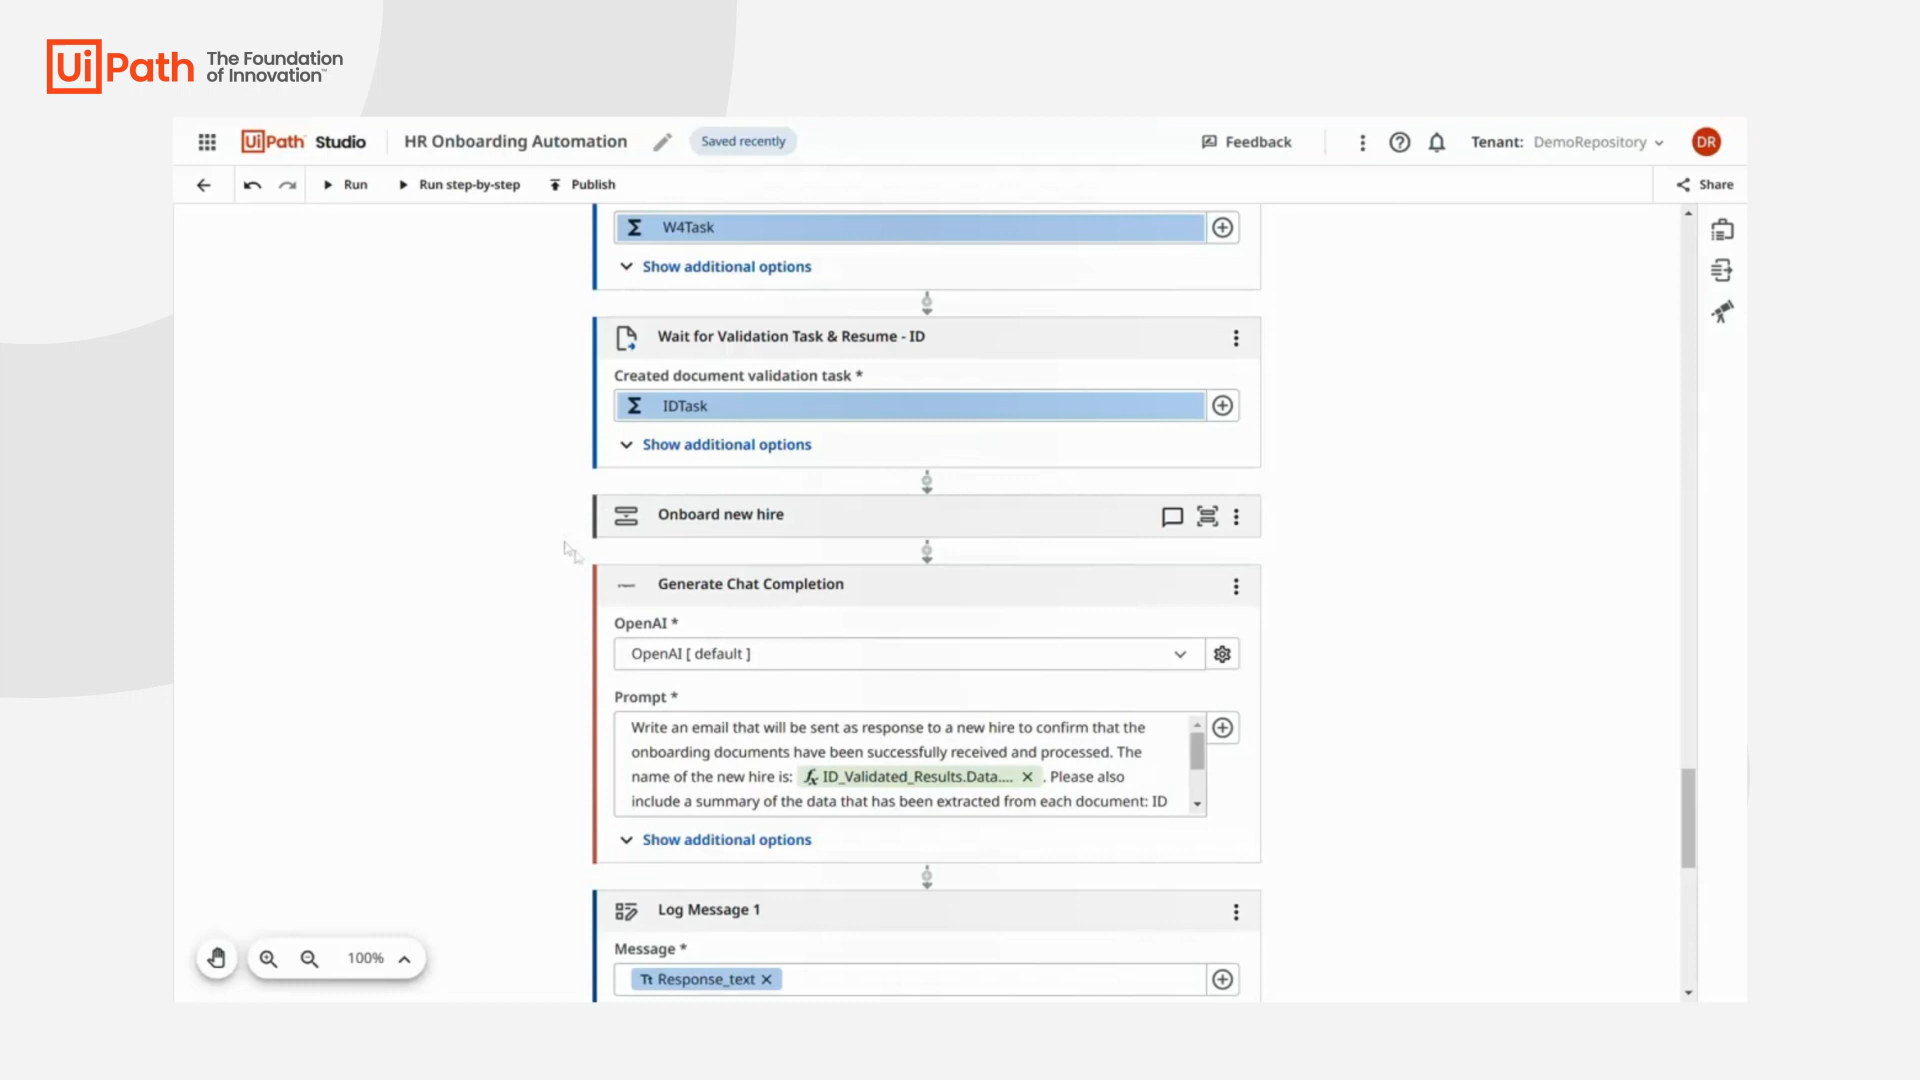 UiPath The Foundation
of Innovation™
UiPath Studio HR Onboarding Automation Saved recently Feedback Tenant: DemoRepository DR
Run Run step-by-step Publish Share
W4Task
Show additional options
Wait for Validation Task & Resume - ID
Created document validation task *
IDTask
Show additional options
Onboard new hire
Generate Chat Completion
OpenAI *
OpenAI [ default ]
Prompt *
Write an email that will be sent as response to a new hire to confirm that the
onboarding documents have been successfully received and processed. The
name of the new hire is: fx ID_Validated_Results.Data.... × . Please also
include a summary of the data that has been extracted from each document: ID
Show additional options
Log Message 1
Message *
Tt Response_text ×
100%